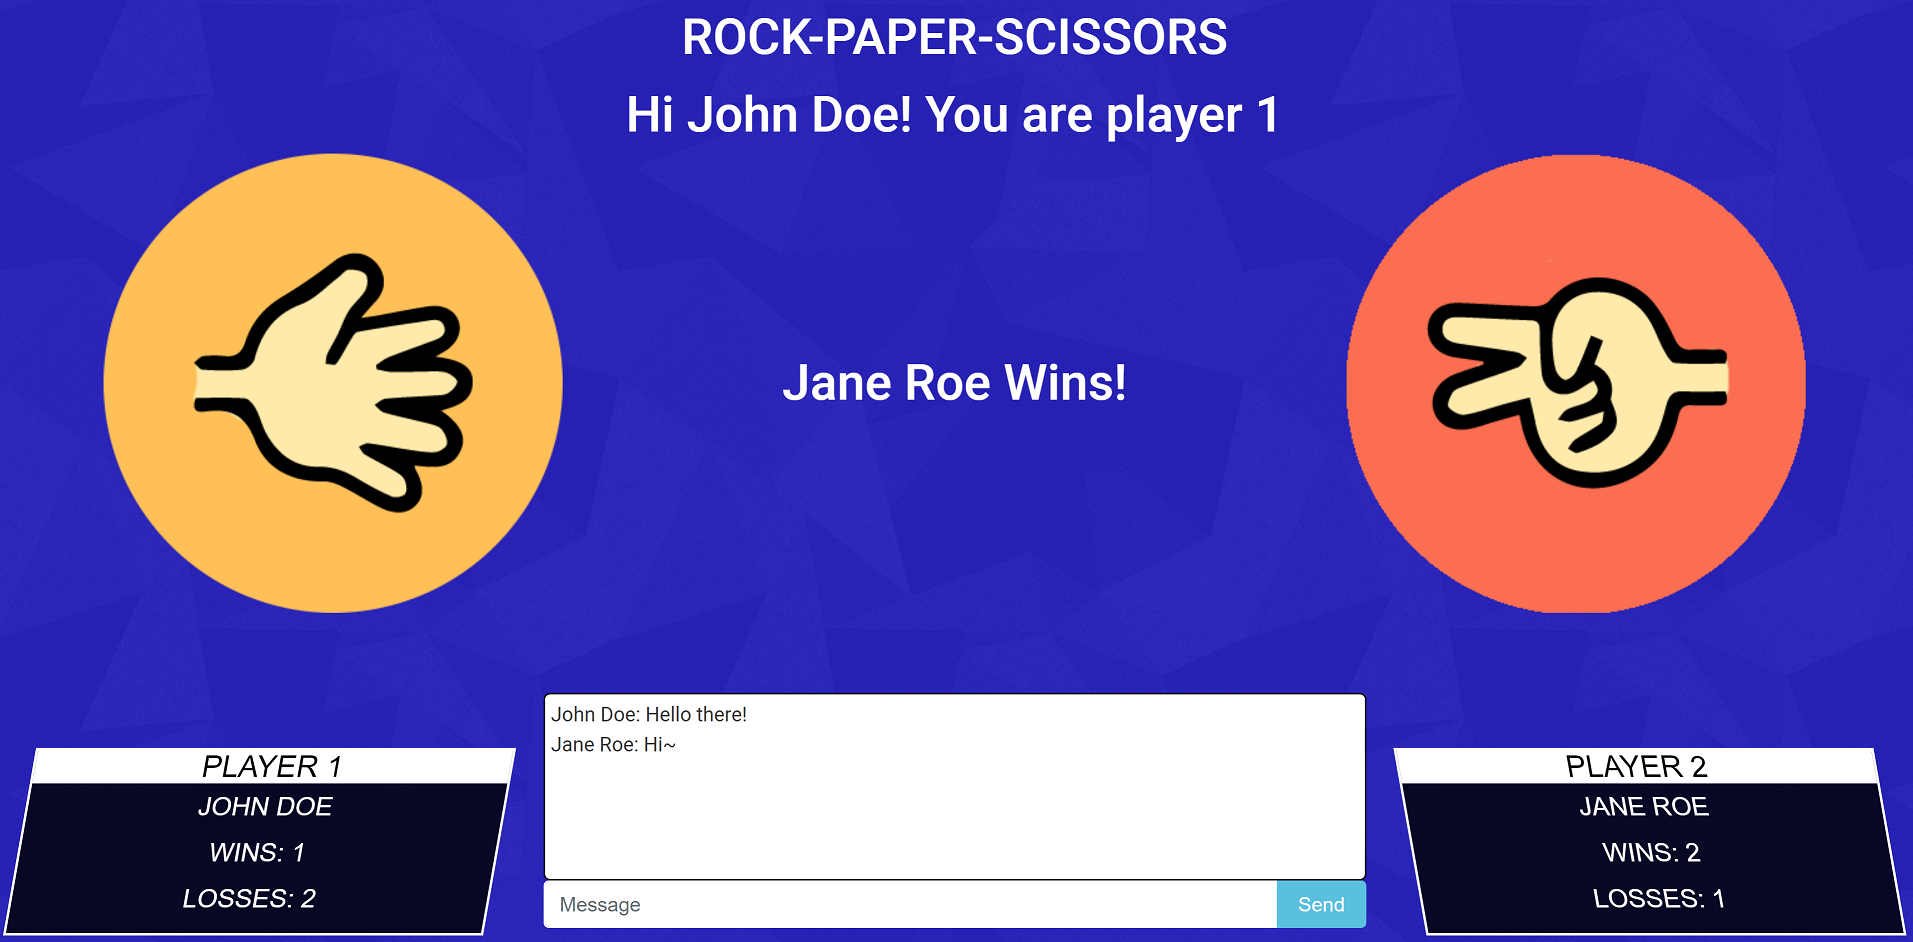 ROCK-PAPER-SCISSORS
Hi John Doe! You are player 1
Jane Roe Wins!
John Doe: Hello there!
Jane Roe: Hi~
Message
Send
PLAYER 1
JOHN DOE
WINS: 1
LOSSES: 2
PLAYER 2
JANE ROE
WINS: 2
LOSSES: 1